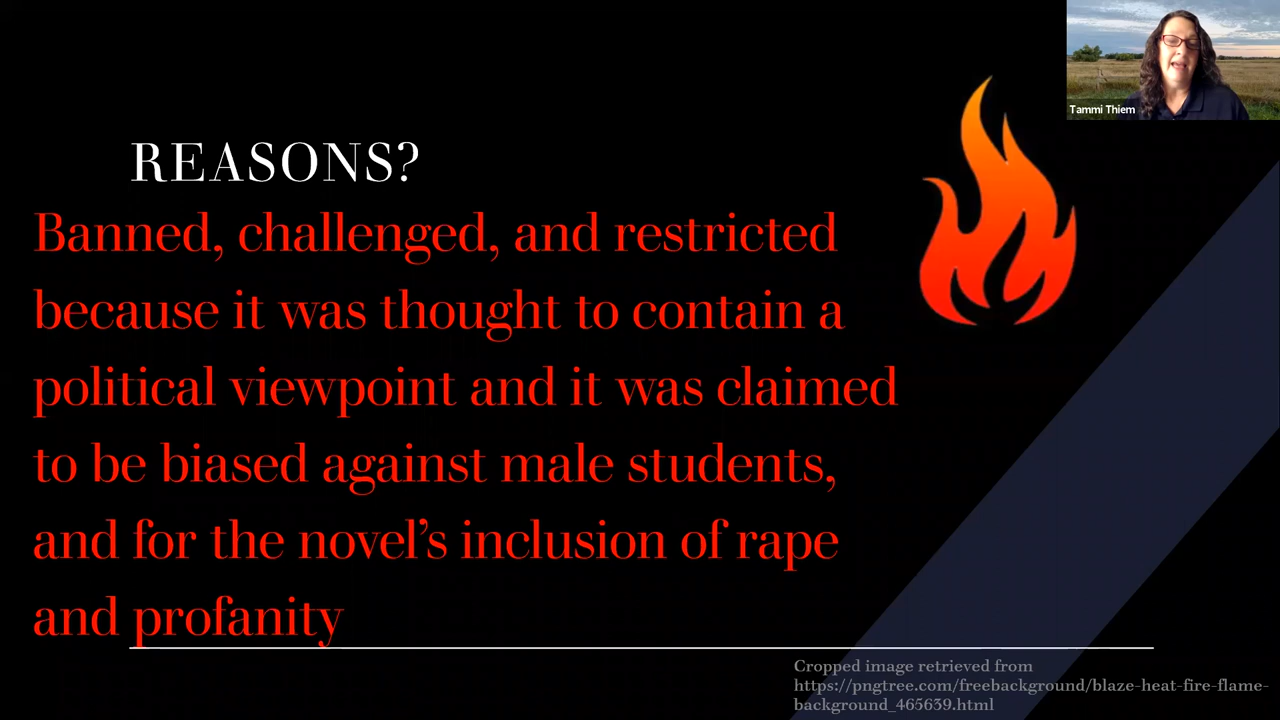 Tammi Thiem
REASONS?
Banned, challenged, and restricted
because it was thought to contain a
political viewpoint and it was claimed
to be biased against male students,
and for the novel’s inclusion of rape
and profanity
Cropped image retrieved from
https://pngtree.com/freebackground/blaze-heat-fire-flame-
background_465639.html